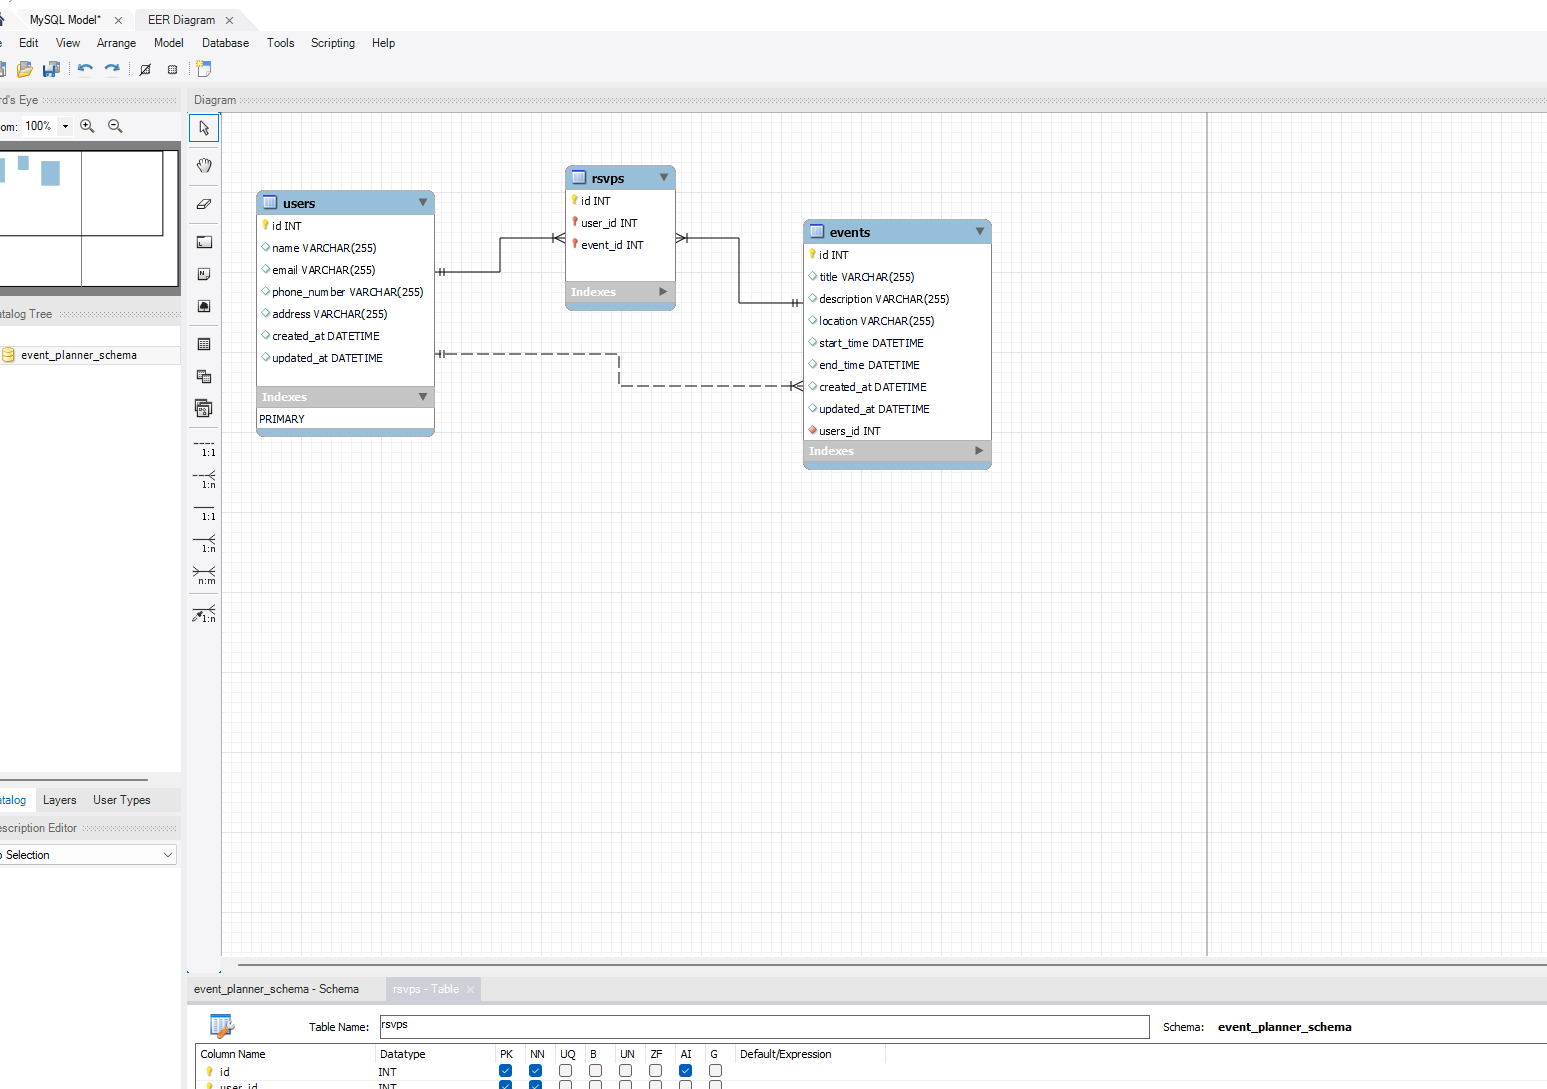 MySQL Model*
EER Diagram
Edit View Arrange Model Database Tools Scripting Help
Diagram
100%
users
id INT
name VARCHAR(255)
email VARCHAR(255)
phone_number VARCHAR(255)
address VARCHAR(255)
created_at DATETIME
updated_at DATETIME
Indexes
PRIMARY
rsvps
id INT
user_id INT
event_id INT
Indexes
events
id INT
title VARCHAR(255)
description VARCHAR(255)
location VARCHAR(255)
start_time DATETIME
end_time DATETIME
created_at DATETIME
updated_at DATETIME
users_id INT
Indexes
rd's Eye
om:
atalog Tree
event_planner_schema
1:1
1:n
1:1
1:n
n:m
1:n
atalog Layers User Types
escription Editor
o Selection
event_planner_schema - Schema
rsvps - Table
Table Name: rsvps
Schema: event_planner_schema
Column Name Datatype PK NN UQ B UN ZF AI G Default/Expression
id INT
user_id INT